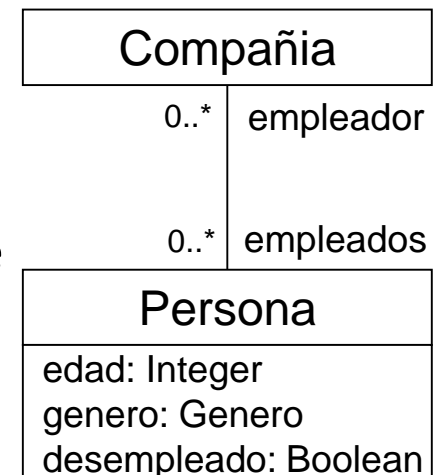 Compañia
0..* empleador
0..* empleados
Persona
edad: Integer
genero: Genero
desempleado: Boolean